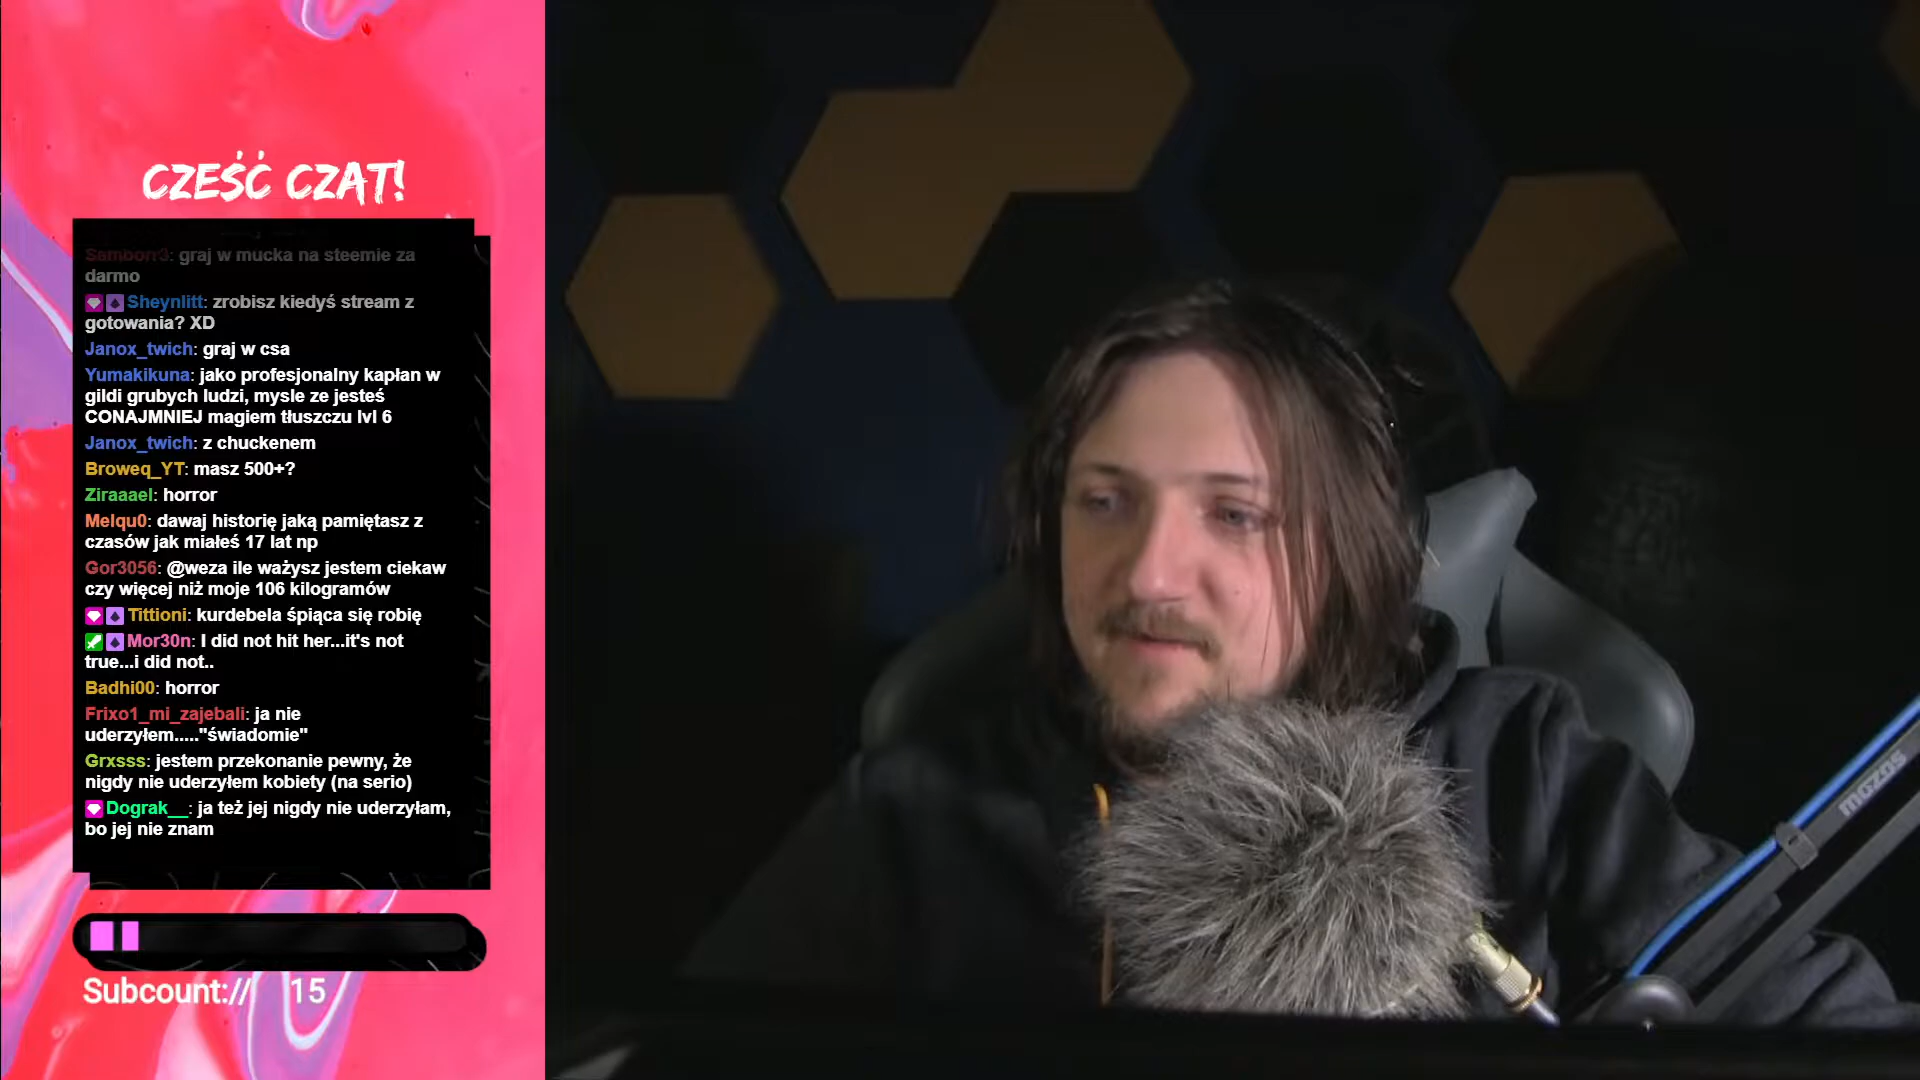 CZEŚĆ CZAT!
Samborr3: graj w mucka na steemie za
darmo
Sheynlitt: zrobisz kiedyś stream z
gotowania? XD
Janox_twich: graj w csa
Yumakikuna: jako profesjonalny kapłan w
gildi grubych ludzi, mysle ze jesteś
CONAJMNIEJ magiem tłuszczu lvl 6
Janox_twich: z chuckenem
Broweq_YT: masz 500+?
Ziraaael: horror
Melqu0: dawaj historię jaką pamiętasz z
czasów jak miałeś 17 lat np
Gor3056: @weza ile ważysz jestem ciekaw
czy więcej niż moje 106 kilogramów
Tittioni: kurdebela śpiąca się robię
Mor30n: I did not hit her...it's not
true...i did not..
Badhi00: horror
Frixo1_mi_zajebali: ja nie
uderzyłem....."świadomie"
Grxsss: jestem przekonanie pewny, że
nigdy nie uderzyłem kobiety (na serio)
Dograk__: ja też jej nigdy nie uderzyłam,
bo jej nie znam
Subcount:// 15
mozos